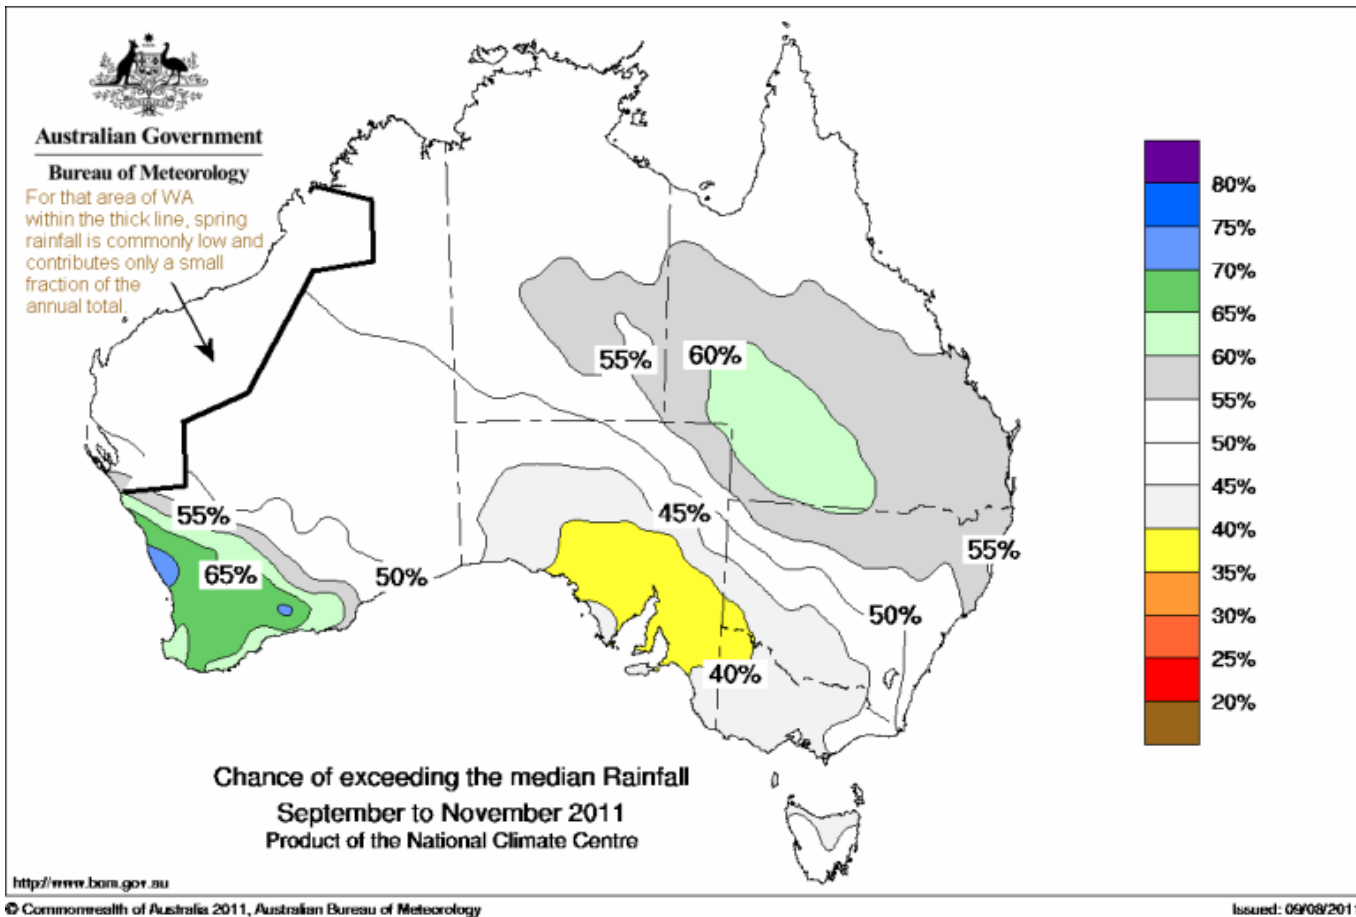 Australian Government
Bureau of Meteorology
For that area of WA
within the thick line, spring
rainfall is commonly low and
contributes only a small
fraction of the
annual total.
80%
75%
70%
65%
60%
55%
50%
45%
40%
35%
30%
25%
20%
55%
60%
55%
65%
50%
45%
55%
50%
40%
Chance of exceeding the median Rainfall
September to November 2011
Product of the National Climate Centre
http://www.bom.gov.au
© Commonwealth of Australia 2011, Australian Bureau of Meteorology
Issued: 09/08/2011